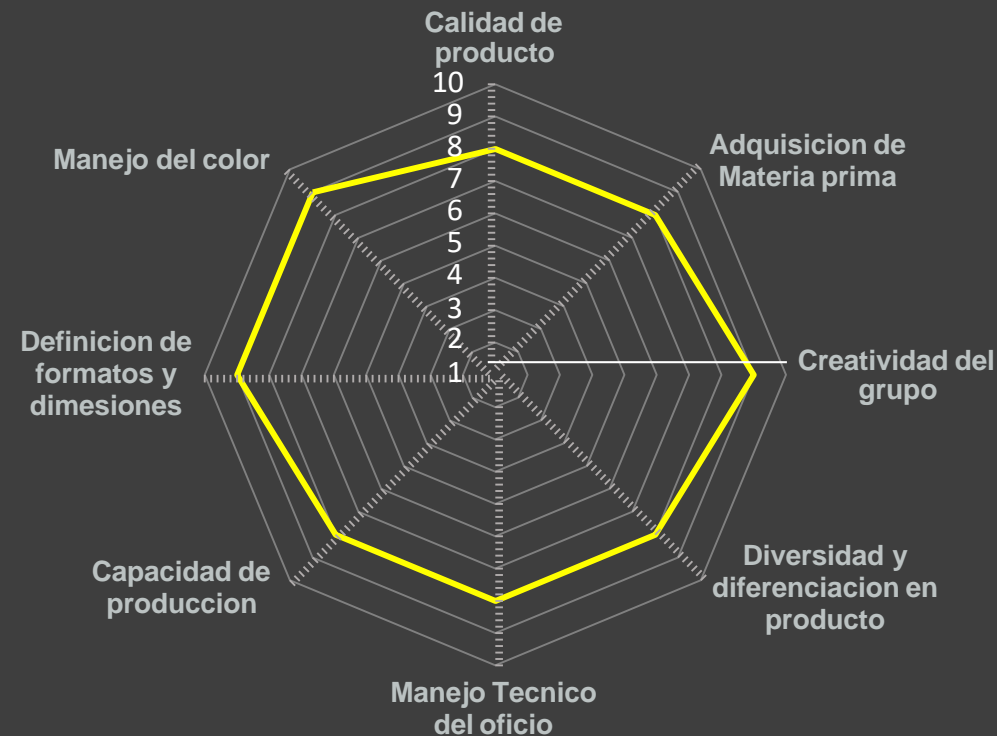 Calidad de
producto
10
9
8
7
6
5
4
3
2
1
Adquisicion de
Materia prima
Creatividad del
grupo
Diversidad y
diferenciacion en
producto
Manejo Tecnico
del oficio
Capacidad de
produccion
Definicion de
formatos y
dimesiones
Manejo del color